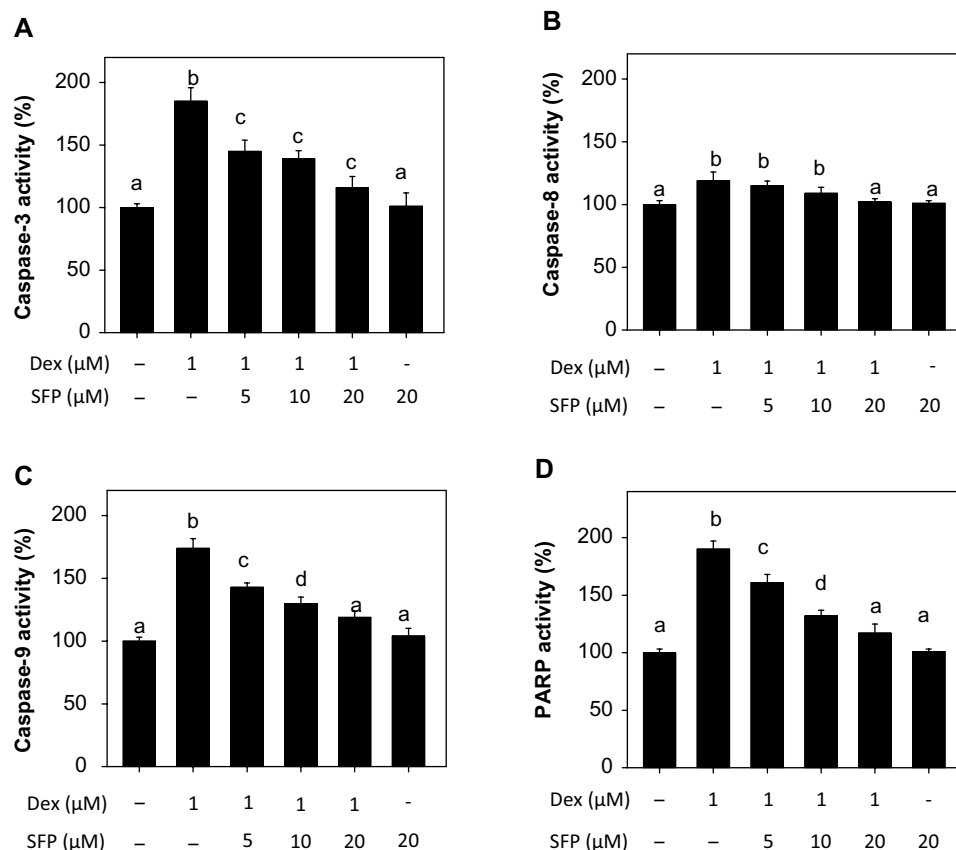 A
Caspase-3 activity (%)
200
150
100
50
0
a
b
c
c
c
a
Dex (µM) – 1 1 1 1 -
SFP (µM) – – 5 10 20 20
B
Caspase-8 activity (%)
200
150
100
50
0
a
b
b
b
a
a
Dex (µM) – 1 1 1 1 -
SFP (µM) – – 5 10 20 20
C
Caspase-9 activity (%)
200
150
100
50
0
a
b
c
d
a
a
Dex (µM) – 1 1 1 1 -
SFP (µM) – – 5 10 20 20
D
PARP activity (%)
200
150
100
50
0
a
b
c
d
a
a
Dex (µM) – 1 1 1 1 -
SFP (µM) – – 5 10 20 20